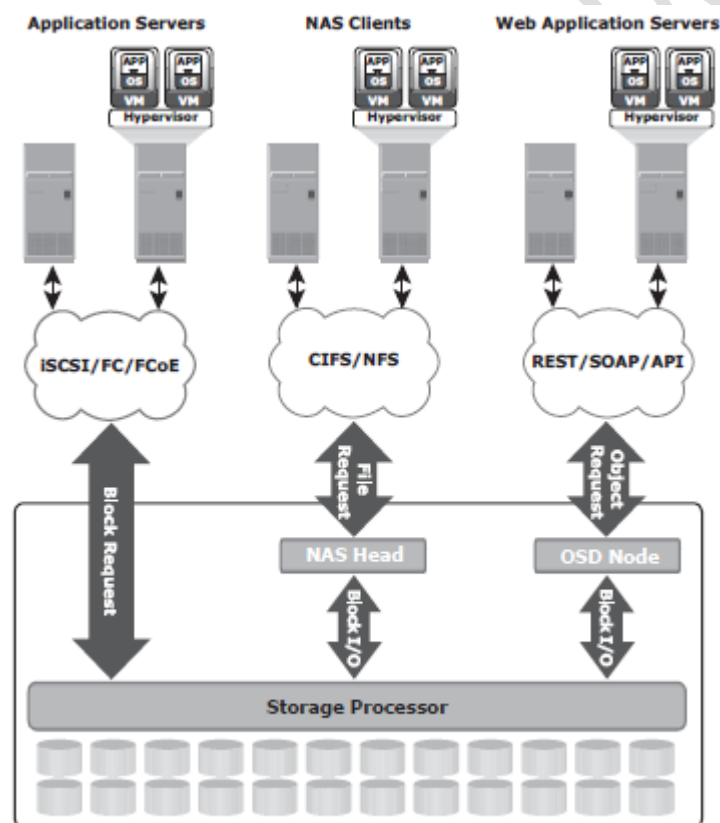 Application Servers
NAS Clients
Web Application Servers
APP APP
OS OS
VM VM
Hypervisor
APP APP
OS OS
VM VM
Hypervisor
APP APP
OS OS
VM VM
Hypervisor
iSCSI/FC/FCoE
CIFS/NFS
REST/SOAP/API
Block Request
File
Request
Object
Request
NAS Head
OSD Node
Block I/O
Block I/O
Storage Processor